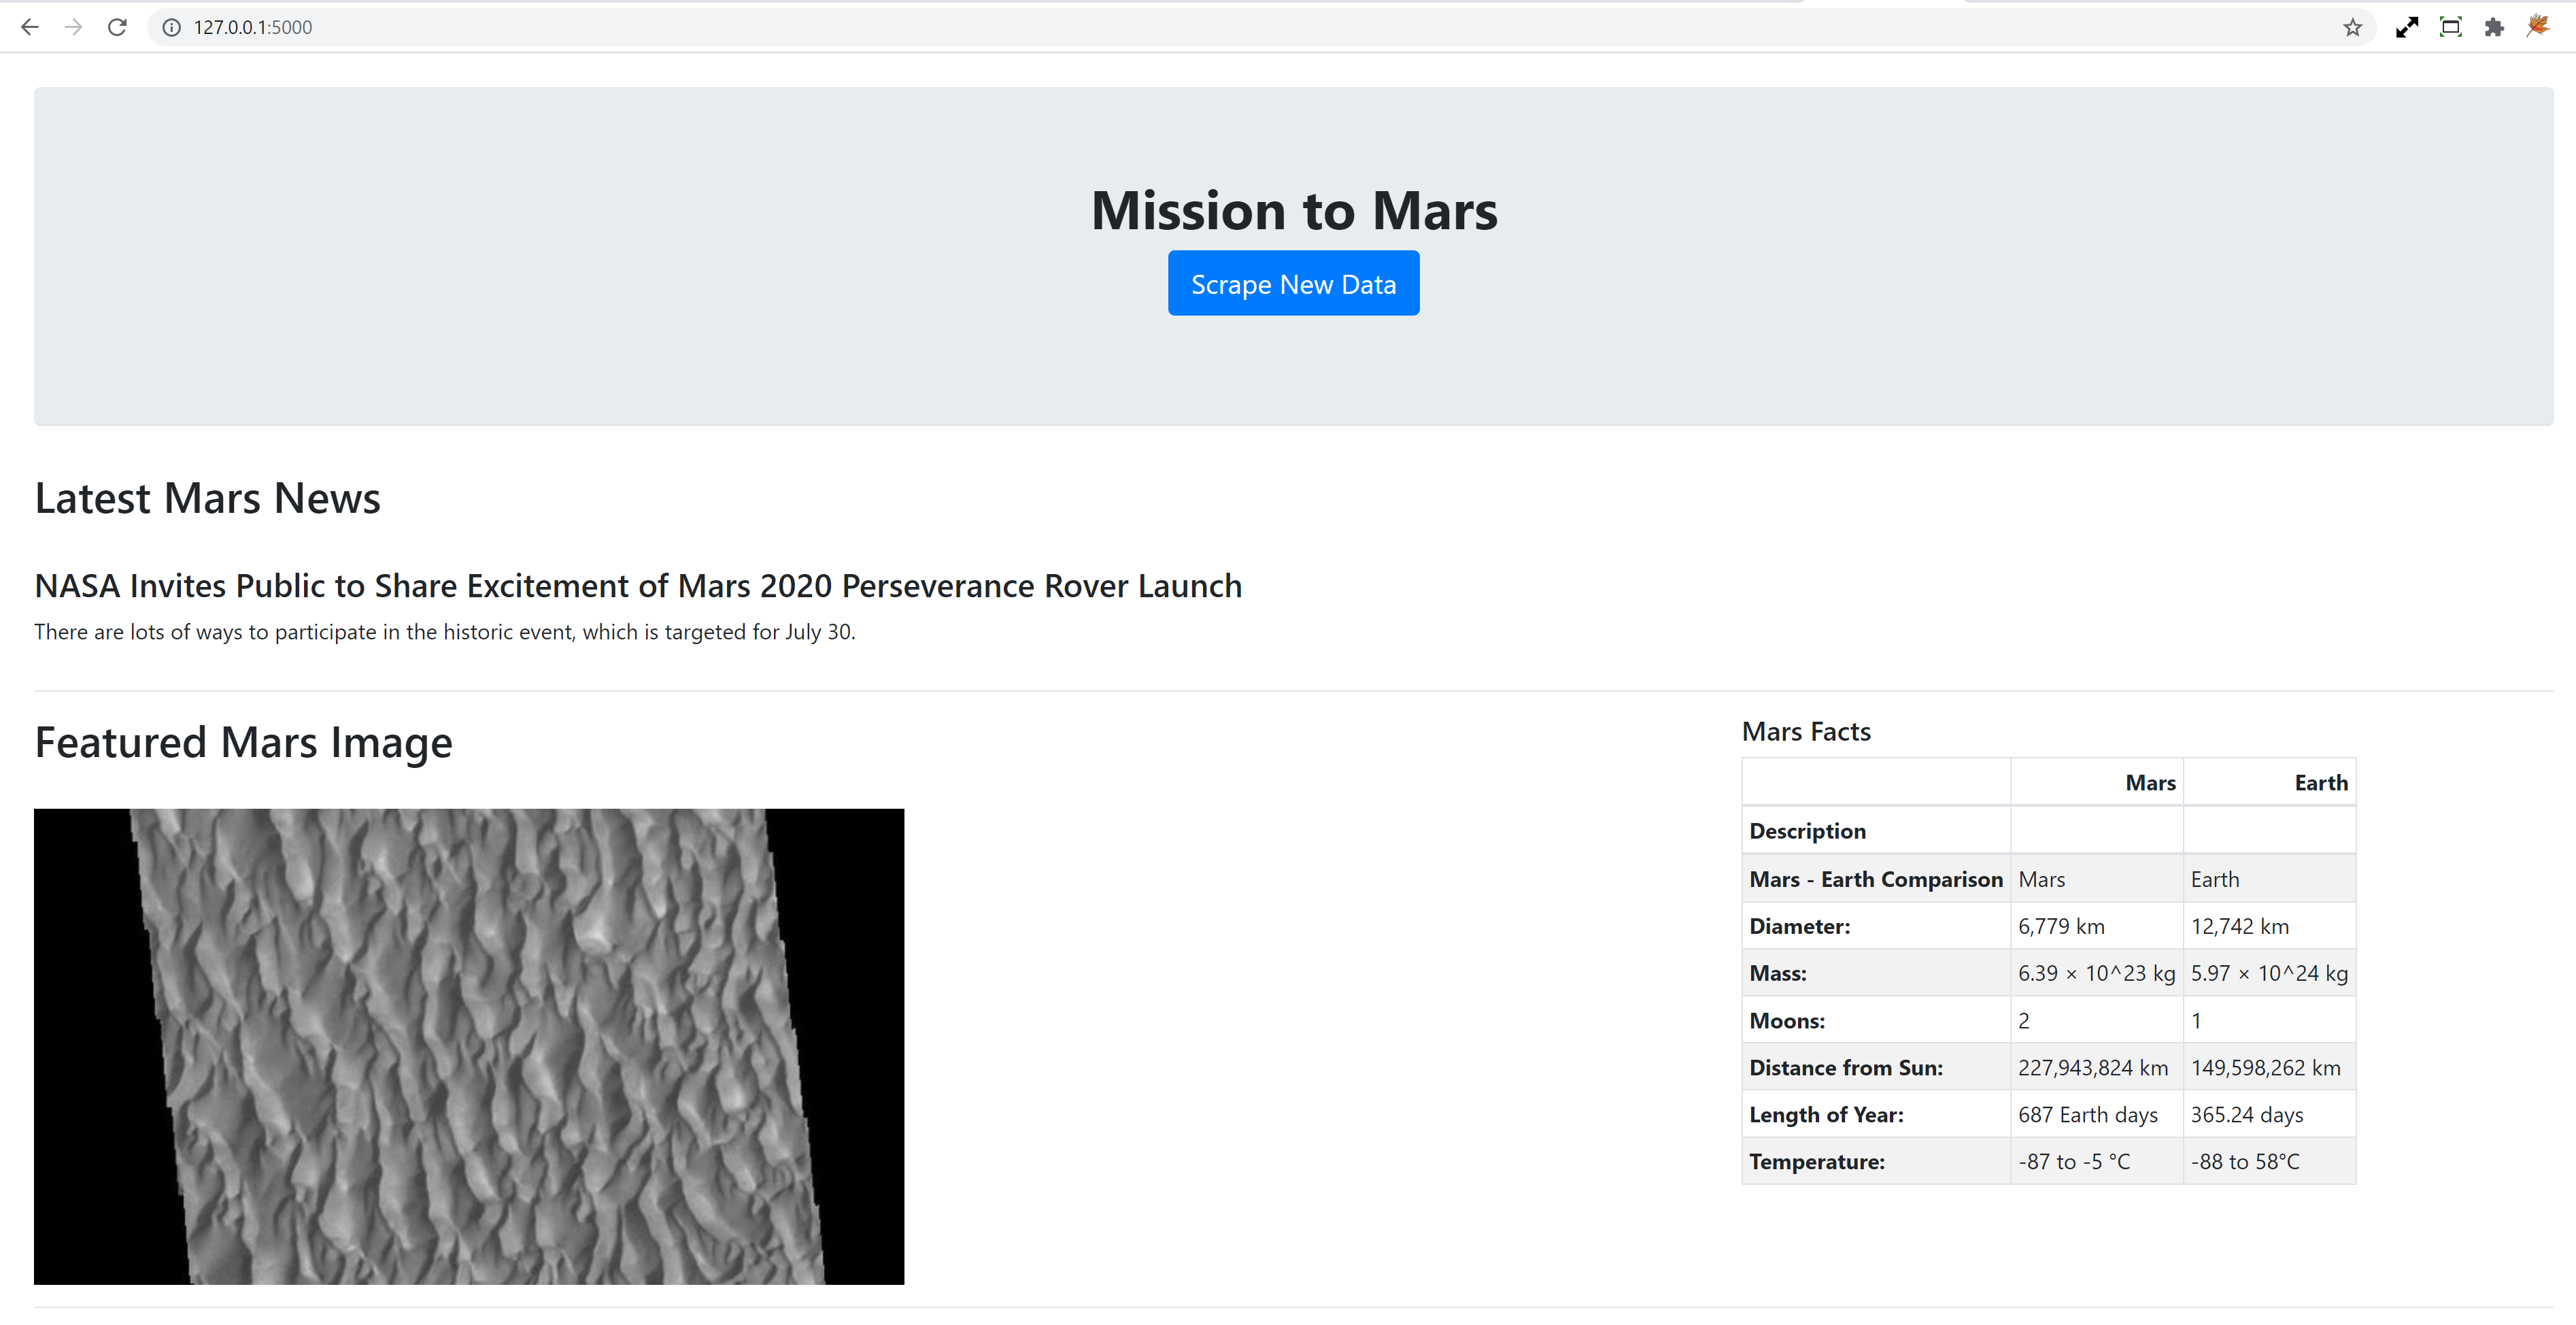 127.0.0.1:5000
Mission to Mars
Scrape New Data
Latest Mars News
NASA Invites Public to Share Excitement of Mars 2020 Perseverance Rover Launch
There are lots of ways to participate in the historic event, which is targeted for July 30.
Featured Mars Image
Mars Facts
Mars Earth
Description
Mars - Earth Comparison Mars Earth
Diameter: 6,779 km 12,742 km
Mass: 6.39 × 10^23 kg 5.97 × 10^24 kg
Moons: 2 1
Distance from Sun: 227,943,824 km 149,598,262 km
Length of Year: 687 Earth days 365.24 days
Temperature: -87 to -5 °C -88 to 58°C